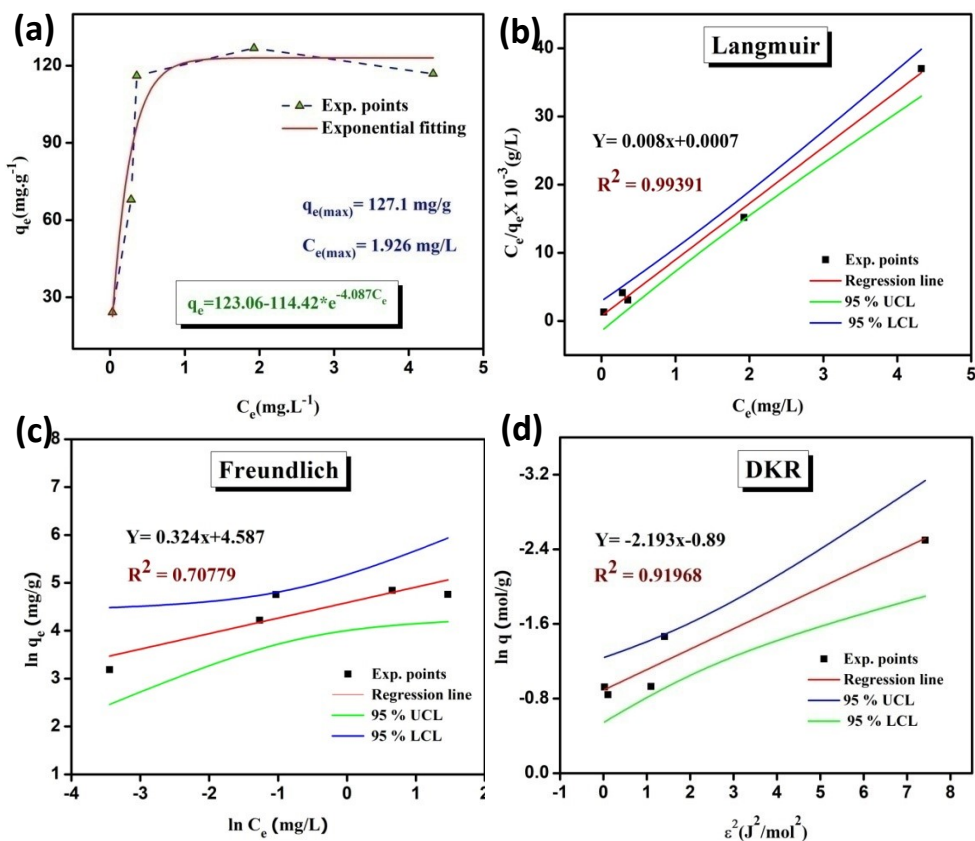 (a)
120
90
60
30
0
1
2
3
4
5
qₑ(mg.g⁻¹)
Cₑ(mg.L⁻¹)
Exp. points
Exponential fitting
qₑ₍ₘₐₓ₎= 127.1 mg/g
Cₑ₍ₘₐₓ₎= 1.926 mg/L
qₑ=123.06-114.42*e^-4.087Cₑ
(b)
Langmuir
40
30
20
10
0
0
1
2
3
4
5
Cₑ/qₑX 10⁻³(g/L)
Cₑ(mg/L)
Y= 0.008x+0.0007
R² = 0.99391
Exp. points
Regression line
95 % UCL
95 % LCL
(c)
Freundlich
8
7
6
5
4
3
2
1
-4
-3
-2
-1
0
1
2
ln qₑ (mg/g)
ln Cₑ (mg/L)
Y= 0.324x+4.587
R² = 0.70779
Exp. points
Regression line
95 % UCL
95 % LCL
(d)
DKR
-3.2
-2.4
-1.6
-0.8
0.0
0
1
2
3
4
5
6
7
8
ln q (mol/g)
ε²(J²/mol²)
Y= -2.193x-0.89
R² = 0.91968
Exp. points
Regression line
95 % UCL
95 % LCL